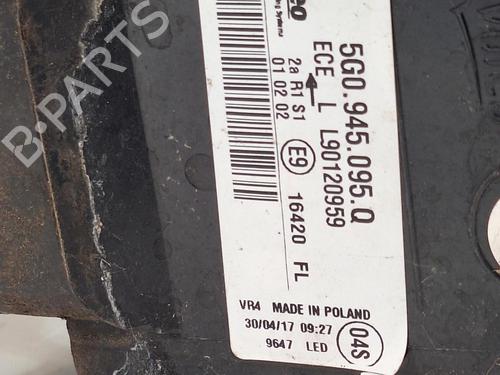 5G0.945.095.Q
ECE L L90120959
2a R1 S1
01 02 02
E9 16420 FL
VR4 MADE IN POLAND
30/04/17 09:27
04S
9647 LED
B-PARTS